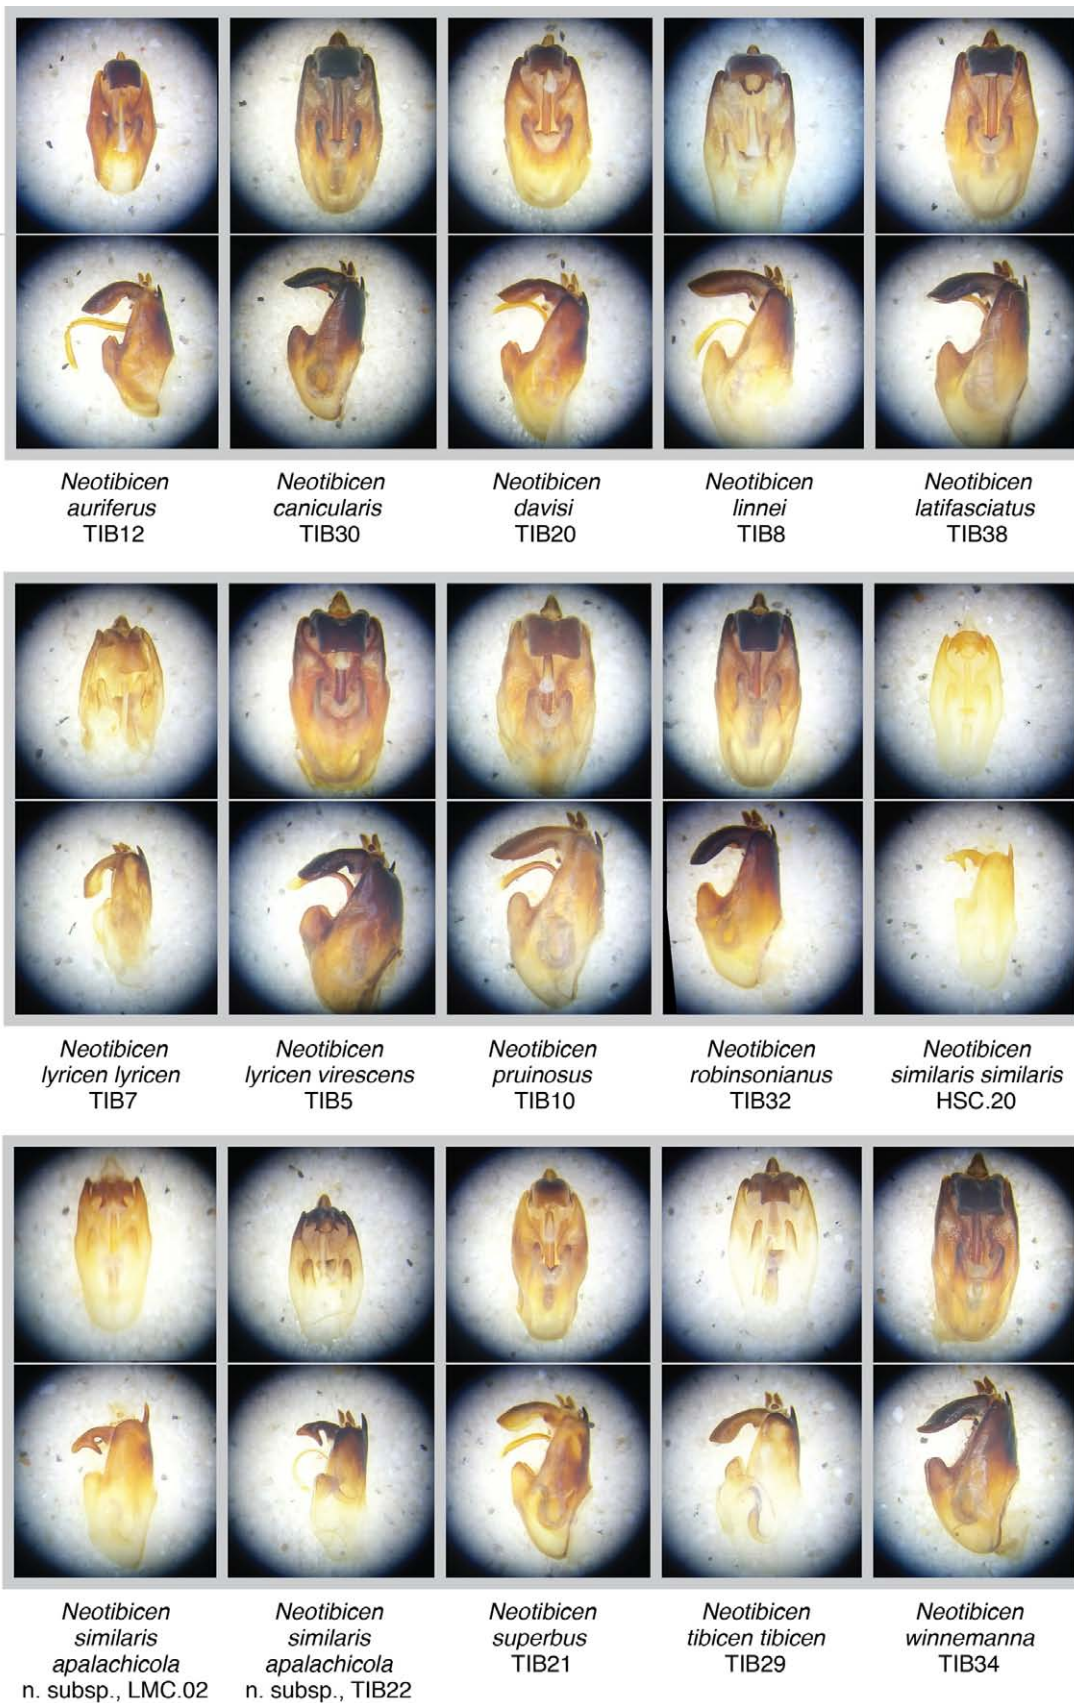 Neotibicen
auriferus
TIB12
Neotibicen
canicularis
TIB30
Neotibicen
davisi
TIB20
Neotibicen
linnei
TIB8
Neotibicen
latifasciatus
TIB38
Neotibicen
lyricen lyricen
TIB7
Neotibicen
lyricen virescens
TIB5
Neotibicen
pruinosus
TIB10
Neotibicen
robinsonianus
TIB32
Neotibicen
similaris similaris
HSC.20
Neotibicen
similaris
apalachicola
n. subsp., LMC.02
Neotibicen
similaris
apalachicola
n. subsp., TIB22
Neotibicen
superbus
TIB21
Neotibicen
tibicen tibicen
TIB29
Neotibicen
winnemanna
TIB34